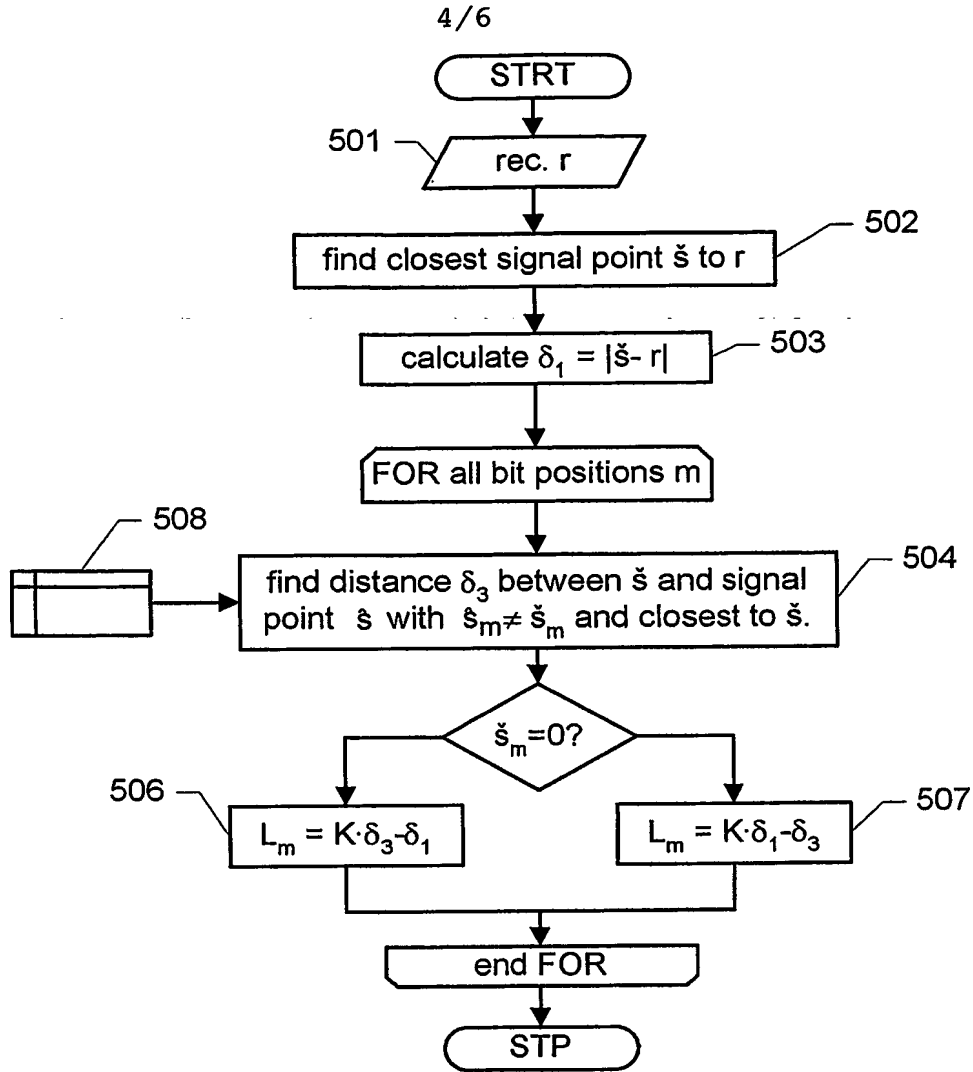 4/6
STRT
501
rec. r
502
find closest signal point š to r
503
calculate δ₁ = |š- r|
FOR all bit positions m
508
504
find distance δ₃ between š and signal
point ŝ with ŝₘ≠ šₘ and closest to š.
šₘ=0?
506
Lₘ = K·δ₃-δ₁
507
Lₘ = K·δ₁-δ₃
end FOR
STP